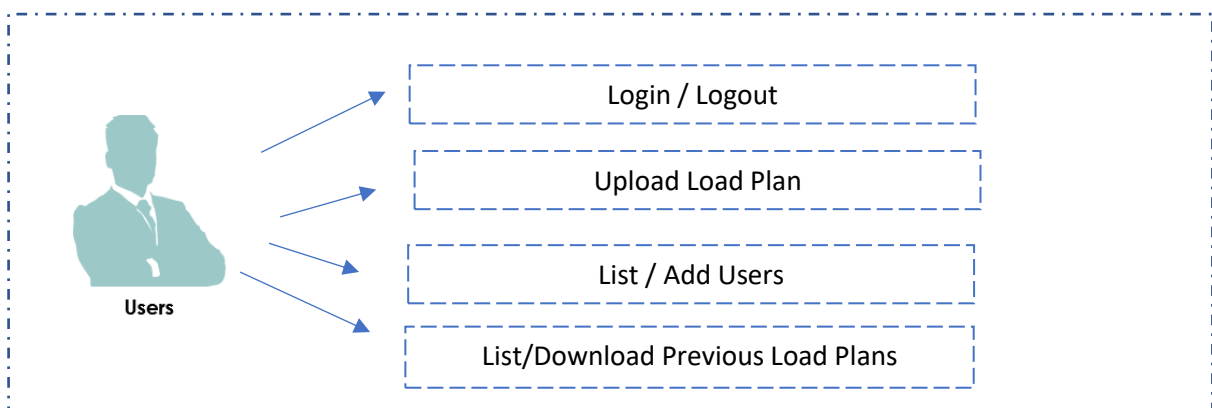 Login / Logout
Upload Load Plan
List / Add Users
Users
List/Download Previous Load Plans